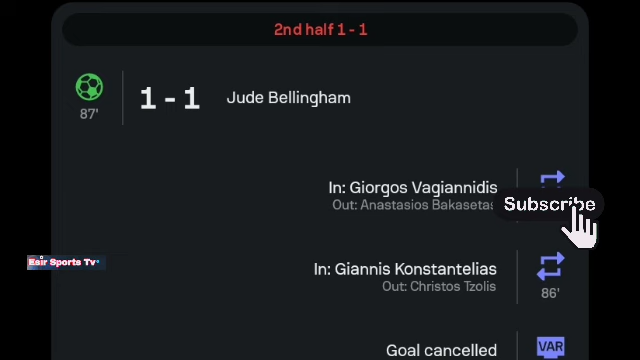 2nd half 1 - 1
1 - 1 Jude Bellingham
87'
In: Giorgos Vagiannidis
Out: Anastasios Bakasetas
Subscribe
Esir Sports Tv
In: Giannis Konstantelias
Out: Christos Tzolis
86'
Goal cancelled
VAR